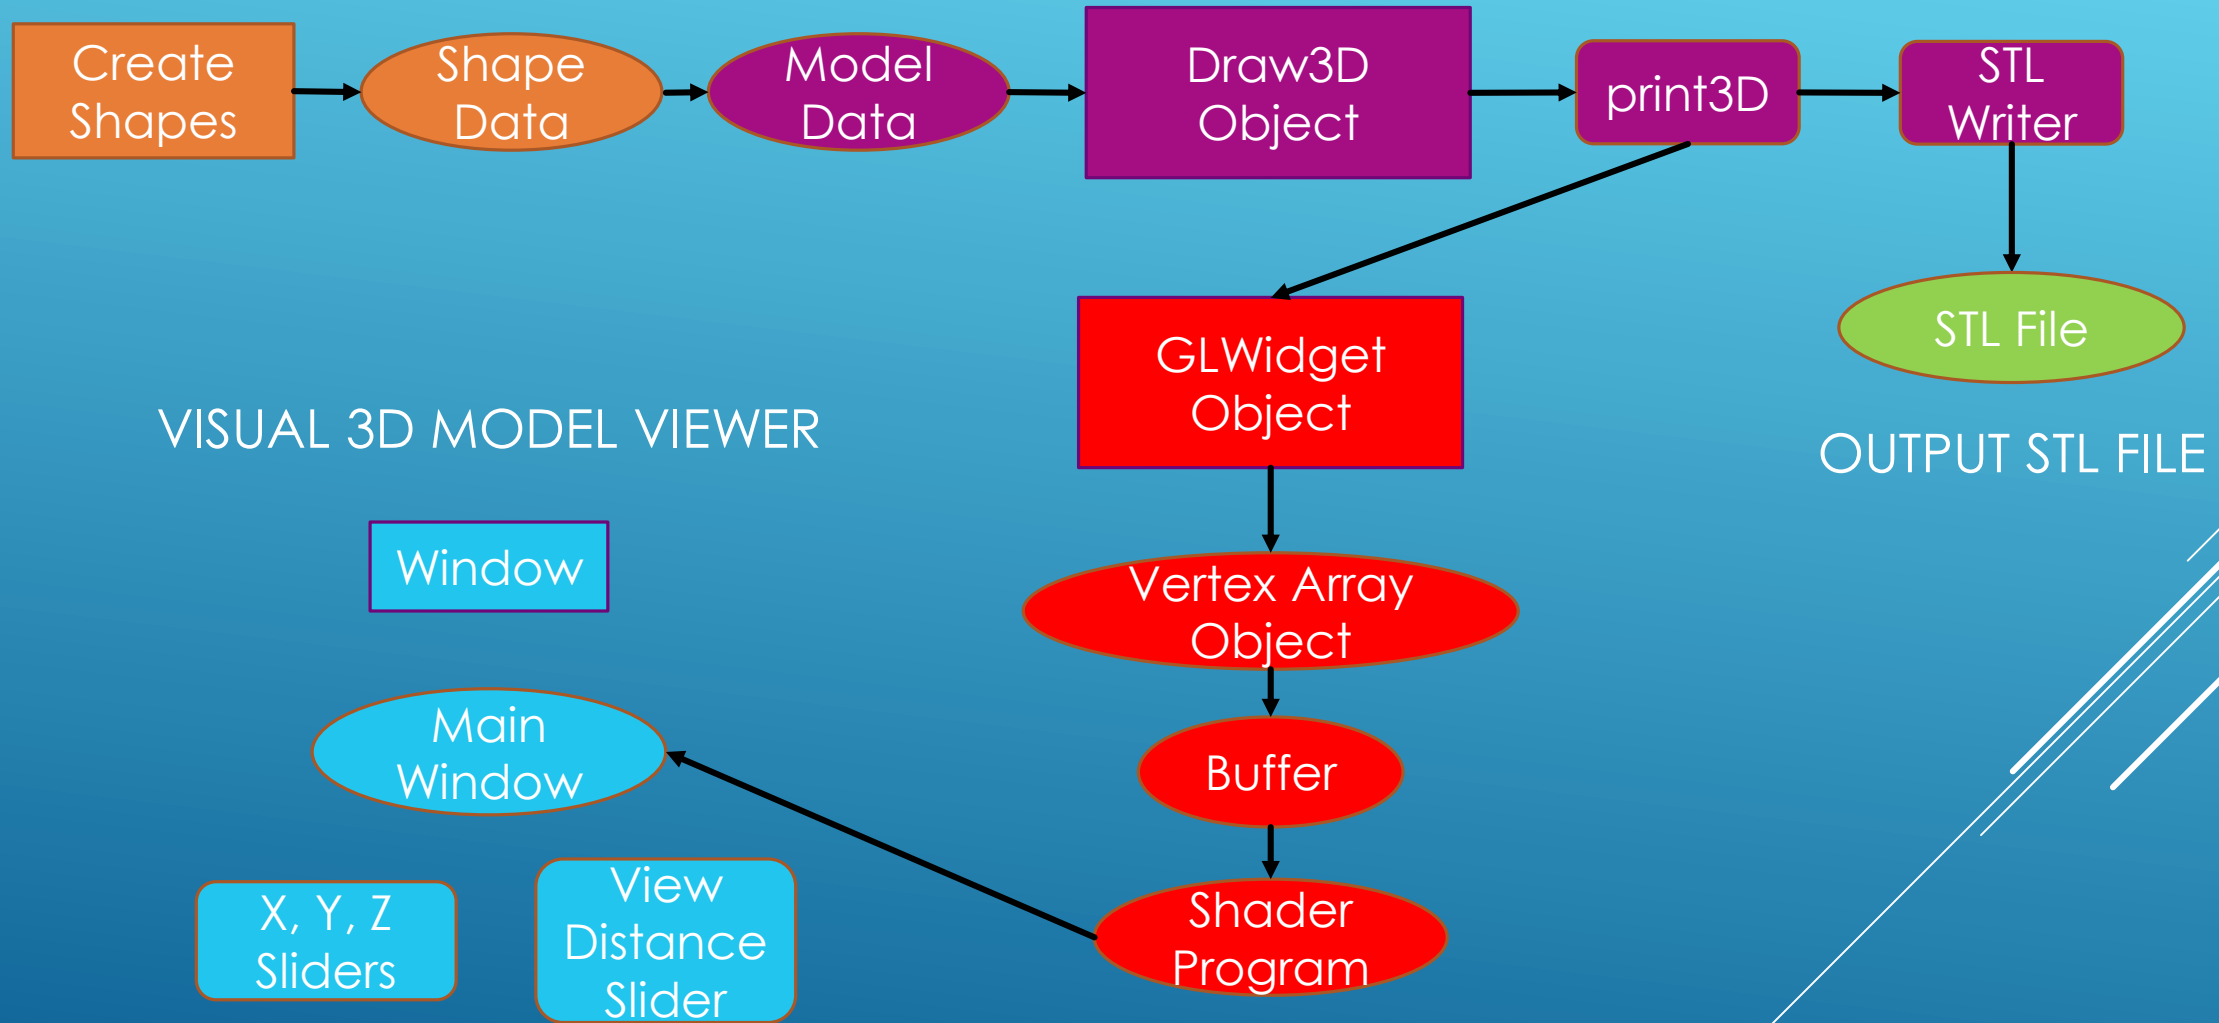 Create
Shapes
Shape
Data
Model
Data
Draw3D
Object
print3D
STL
Writer
GLWidget
Object
STL File
VISUAL 3D MODEL VIEWER
OUTPUT STL FILE
Window
Vertex Array
Object
Main
Window
Buffer
X, Y, Z
Sliders
View
Distance
Slider
Shader
Program